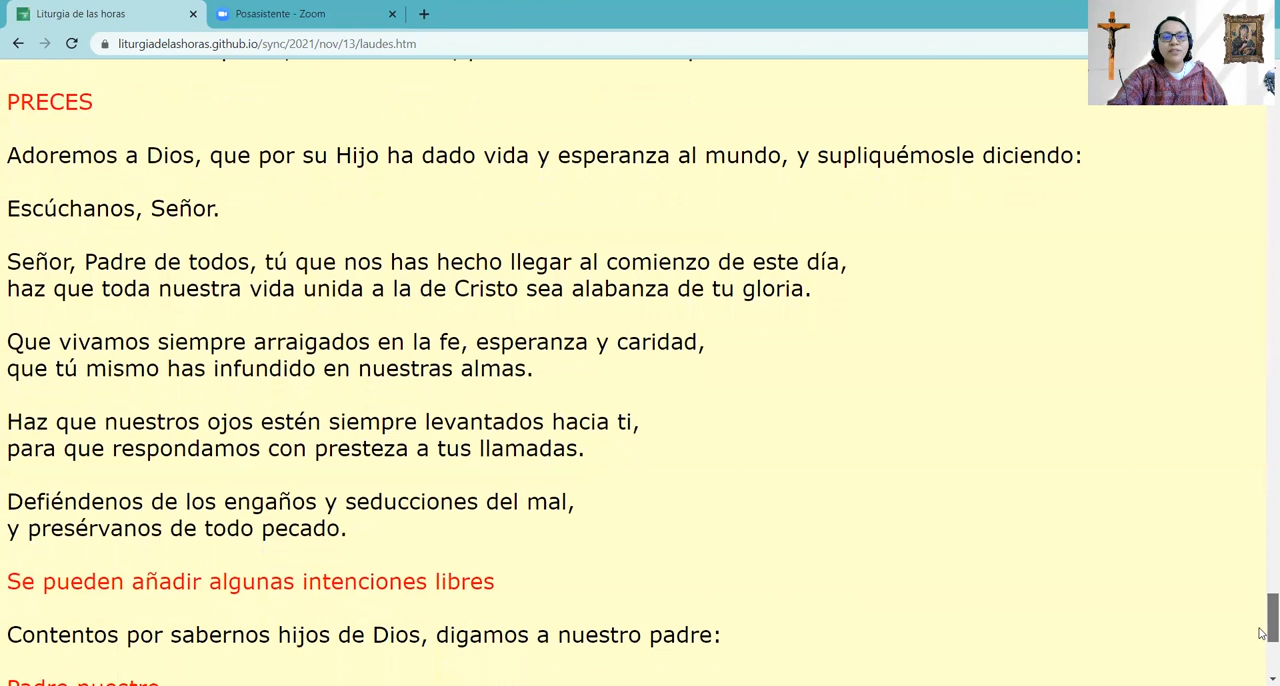 Liturgia de las horas
Posasistente - Zoom
liturgiadelashoras.github.io/sync/2021/nov/13/laudes.htm
PRECES
Adoremos a Dios, que por su Hijo ha dado vida y esperanza al mundo, y supliquémosle diciendo:
Escúchanos, Señor.
Señor, Padre de todos, tú que nos has hecho llegar al comienzo de este día,
haz que toda nuestra vida unida a la de Cristo sea alabanza de tu gloria.
Que vivamos siempre arraigados en la fe, esperanza y caridad,
que tú mismo has infundido en nuestras almas.
Haz que nuestros ojos estén siempre levantados hacia ti,
para que respondamos con presteza a tus llamadas.
Defiéndenos de los engaños y seducciones del mal,
y presérvanos de todo pecado.
Se pueden añadir algunas intenciones libres
Contentos por sabernos hijos de Dios, digamos a nuestro padre:
Padre nuestro